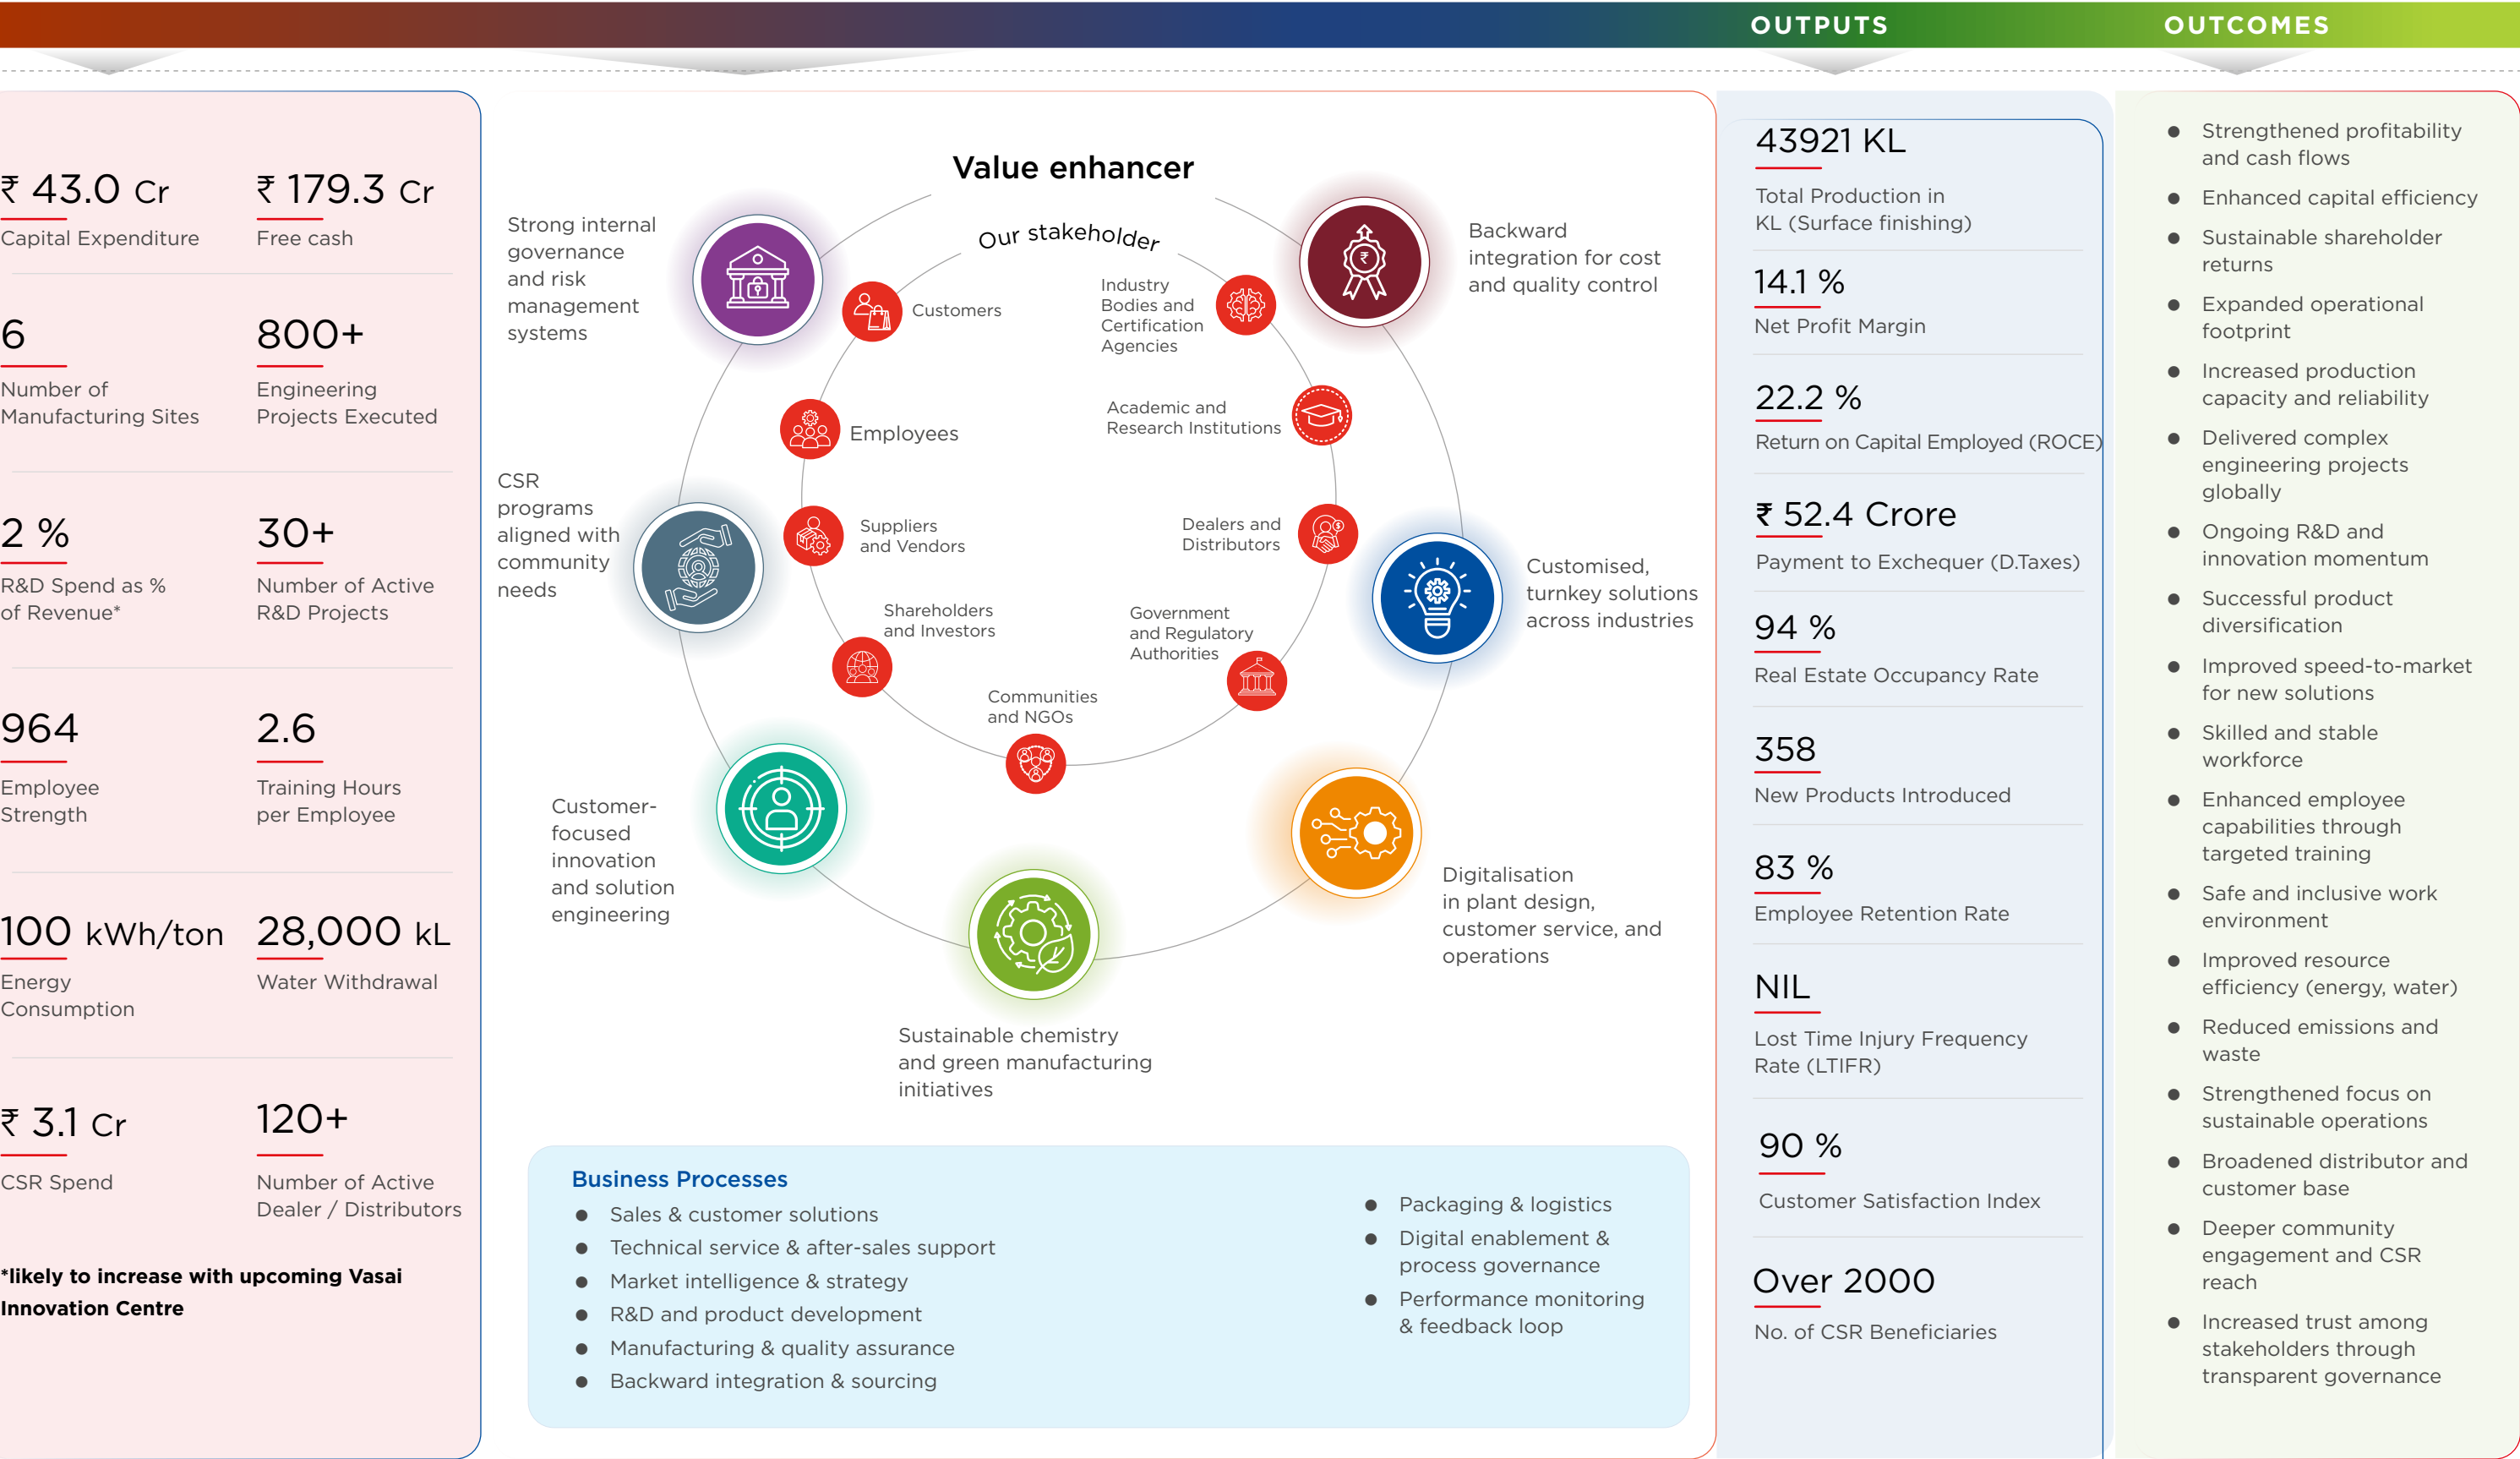 OUTPUTS
OUTCOMES
₹ 43.0 Cr
Capital Expenditure
₹ 179.3 Cr
Free cash
6
Number of
Manufacturing Sites
800+
Engineering
Projects Executed
2 %
R&D Spend as %
of Revenue*
30+
Number of Active
R&D Projects
964
Employee
Strength
2.6
Training Hours
per Employee
100 kWh/ton
Energy
Consumption
28,000 kL
Water Withdrawal
₹ 3.1 Cr
CSR Spend
120+
Number of Active
Dealer / Distributors
*likely to increase with upcoming Vasai
Innovation Centre
Value enhancer
Our stakeholder
Strong internal
governance
and risk
management
systems
CSR
programs
aligned with
community
needs
Customer-
focused
innovation
and solution
engineering
Sustainable chemistry
and green manufacturing
initiatives
Digitalisation
in plant design,
customer service, and
operations
Customised,
turnkey solutions
across industries
Backward
integration for cost
and quality control
Customers
Employees
Suppliers
and Vendors
Shareholders
and Investors
Communities
and NGOs
Government
and Regulatory
Authorities
Dealers and
Distributors
Academic and
Research Institutions
Industry
Bodies and
Certification
Agencies
Business Processes
● Sales & customer solutions
● Technical service & after-sales support
● Market intelligence & strategy
● R&D and product development
● Manufacturing & quality assurance
● Backward integration & sourcing
● Packaging & logistics
● Digital enablement &
process governance
● Performance monitoring
& feedback loop
43921 KL
Total Production in
KL (Surface finishing)
14.1 %
Net Profit Margin
22.2 %
Return on Capital Employed (ROCE)
₹ 52.4 Crore
Payment to Exchequer (D.Taxes)
94 %
Real Estate Occupancy Rate
358
New Products Introduced
83 %
Employee Retention Rate
NIL
Lost Time Injury Frequency
Rate (LTIFR)
90 %
Customer Satisfaction Index
Over 2000
No. of CSR Beneficiaries
● Strengthened profitability
and cash flows
● Enhanced capital efficiency
● Sustainable shareholder
returns
● Expanded operational
footprint
● Increased production
capacity and reliability
● Delivered complex
engineering projects
globally
● Ongoing R&D and
innovation momentum
● Successful product
diversification
● Improved speed-to-market
for new solutions
● Skilled and stable
workforce
● Enhanced employee
capabilities through
targeted training
● Safe and inclusive work
environment
● Improved resource
efficiency (energy, water)
● Reduced emissions and
waste
● Strengthened focus on
sustainable operations
● Broadened distributor and
customer base
● Deeper community
engagement and CSR
reach
● Increased trust among
stakeholders through
transparent governance